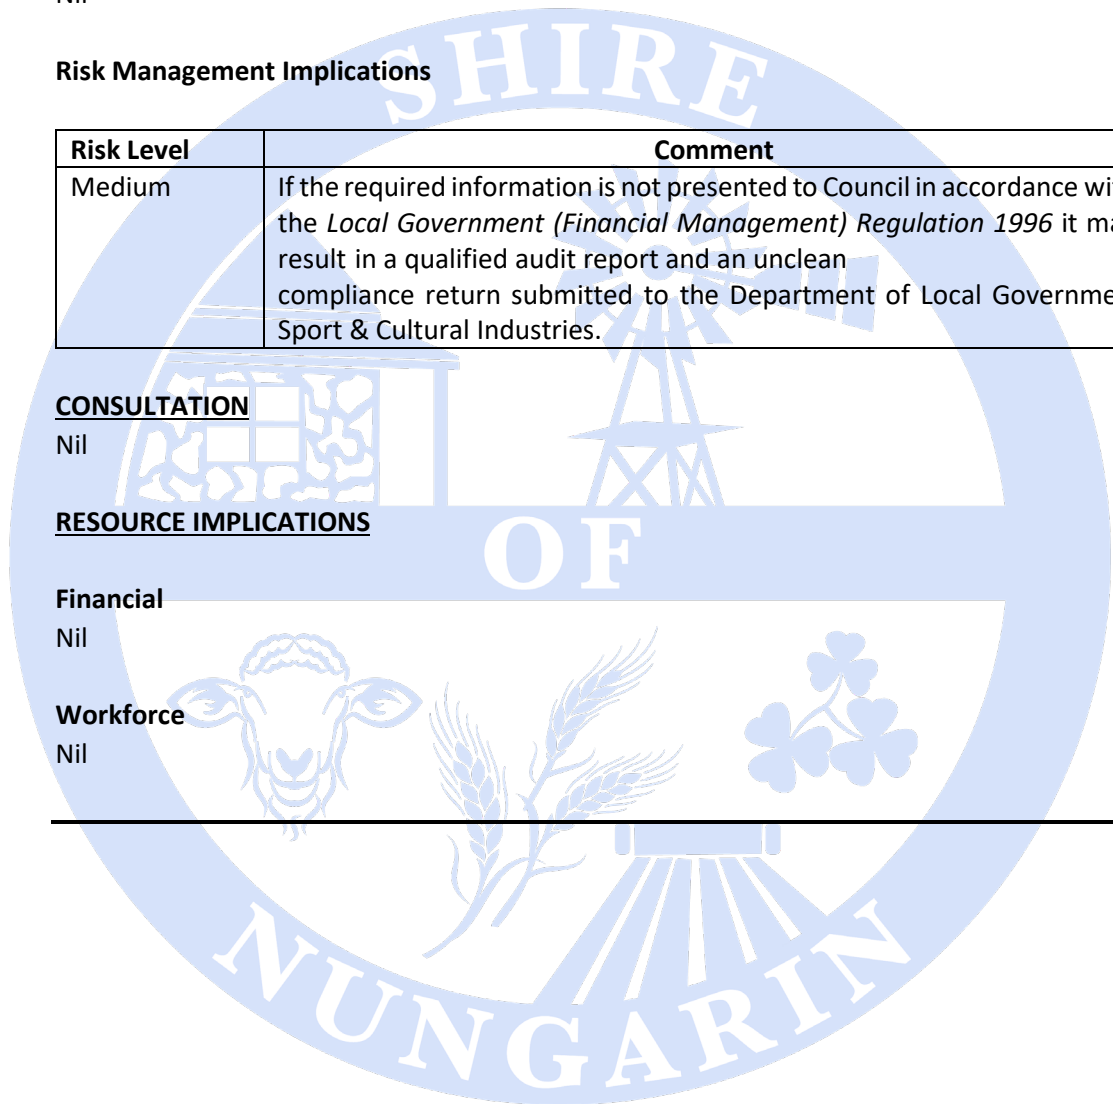 Nil
Risk Management Implications
Risk Level Comment
Medium If the required information is not presented to Council in accordance wi
the Local Government (Financial Management) Regulation 1996 it ma
result in a qualified audit report and an unclean
compliance return submitted to the Department of Local Governme
Sport & Cultural Industries.
CONSULTATION
Nil
RESOURCE IMPLICATIONS
Financial
Nil
Workforce
Nil
SHIRE
OF
NUNGARIN